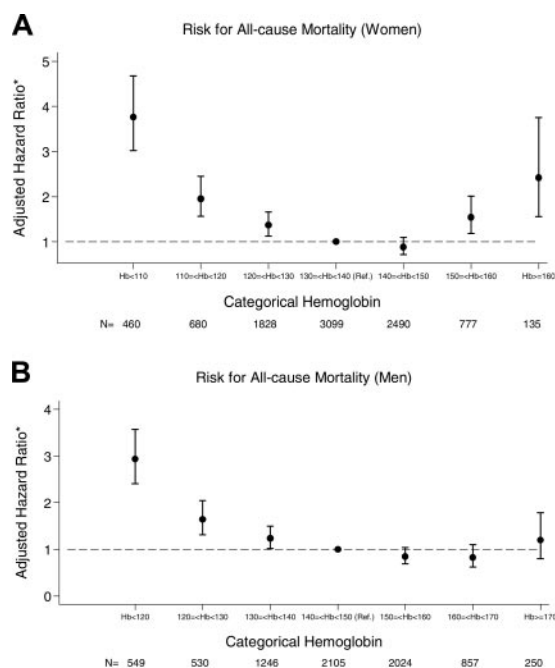 A
Risk for All-cause Mortality (Women)
Adjusted Hazard Ratio*
5
4
3
2
1
Hb<110 110=<Hb<120 120=<Hb<130 130=<Hb<140 (Ref.) 140=<Hb<150 150=<Hb<160 Hb>=160
Categorical Hemoglobin
N= 460 680 1828 3099 2490 777 135
B
Risk for All-cause Mortality (Men)
Adjusted Hazard Ratio*
4
3
2
1
0
Hb<120 120=<Hb<130 130=<Hb<140 140=<Hb<150 (Ref.) 150=<Hb<160 160=<Hb<170 Hb>=170
Categorical Hemoglobin
N= 549 530 1246 2105 2024 857 250